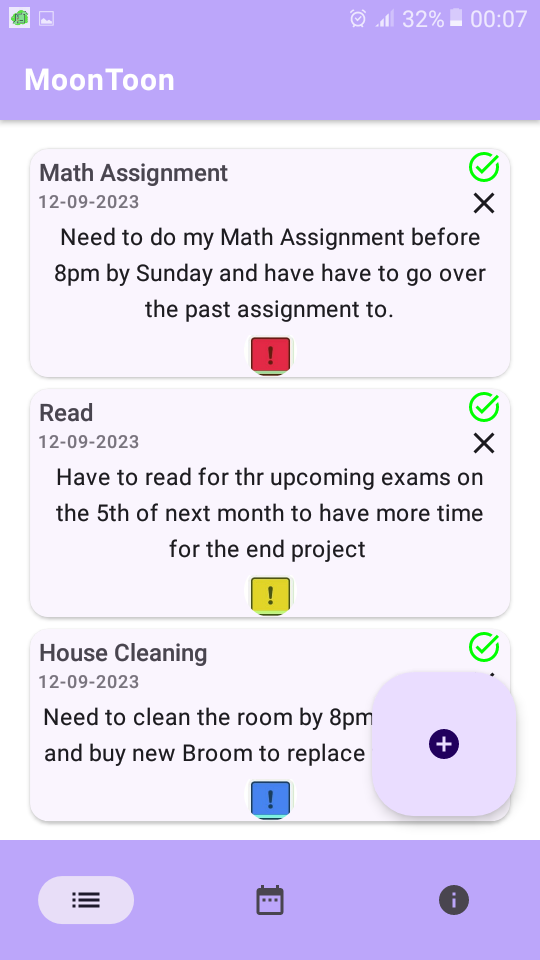 32% 00:07
MoonToon
Math Assignment
12-09-2023
Need to do my Math Assignment before
8pm by Sunday and have have to go over
the past assignment to.
!
Read
12-09-2023
Have to read for thr upcoming exams on
the 5th of next month to have more time
for the end project
!
House Cleaning
12-09-2023
Need to clean the room by 8pm
and buy new Broom to replace
!